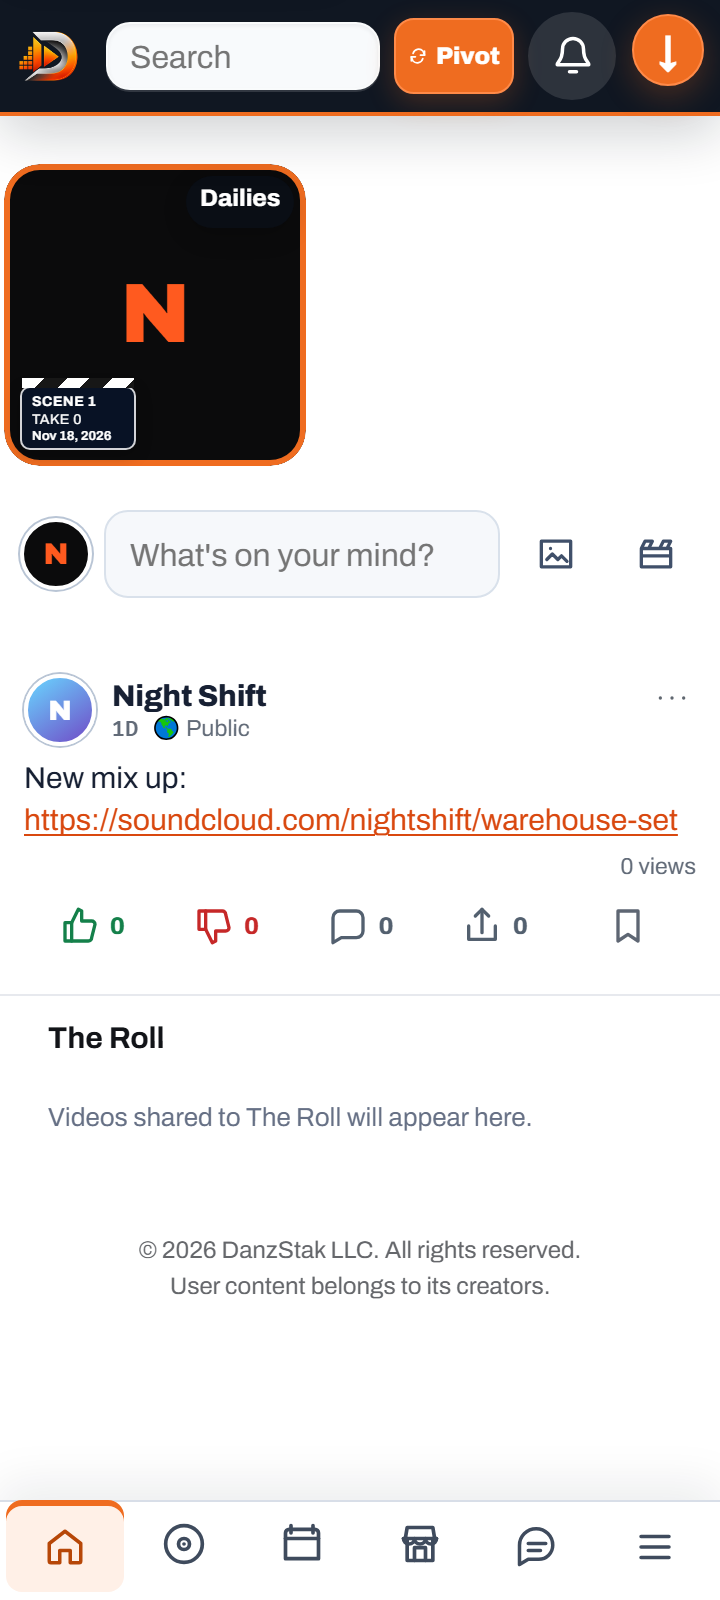 Search
Pivot
Dailies
N
SCENE 1
TAKE 0
Nov 18, 2026
N
What's on your mind?
N
Night Shift
...
1D Public
New mix up:
https://soundcloud.com/nightshift/warehouse-set
0 views
0 0 0 0
The Roll
Videos shared to The Roll will appear here.
© 2026 DanzStak LLC. All rights reserved.
User content belongs to its creators.